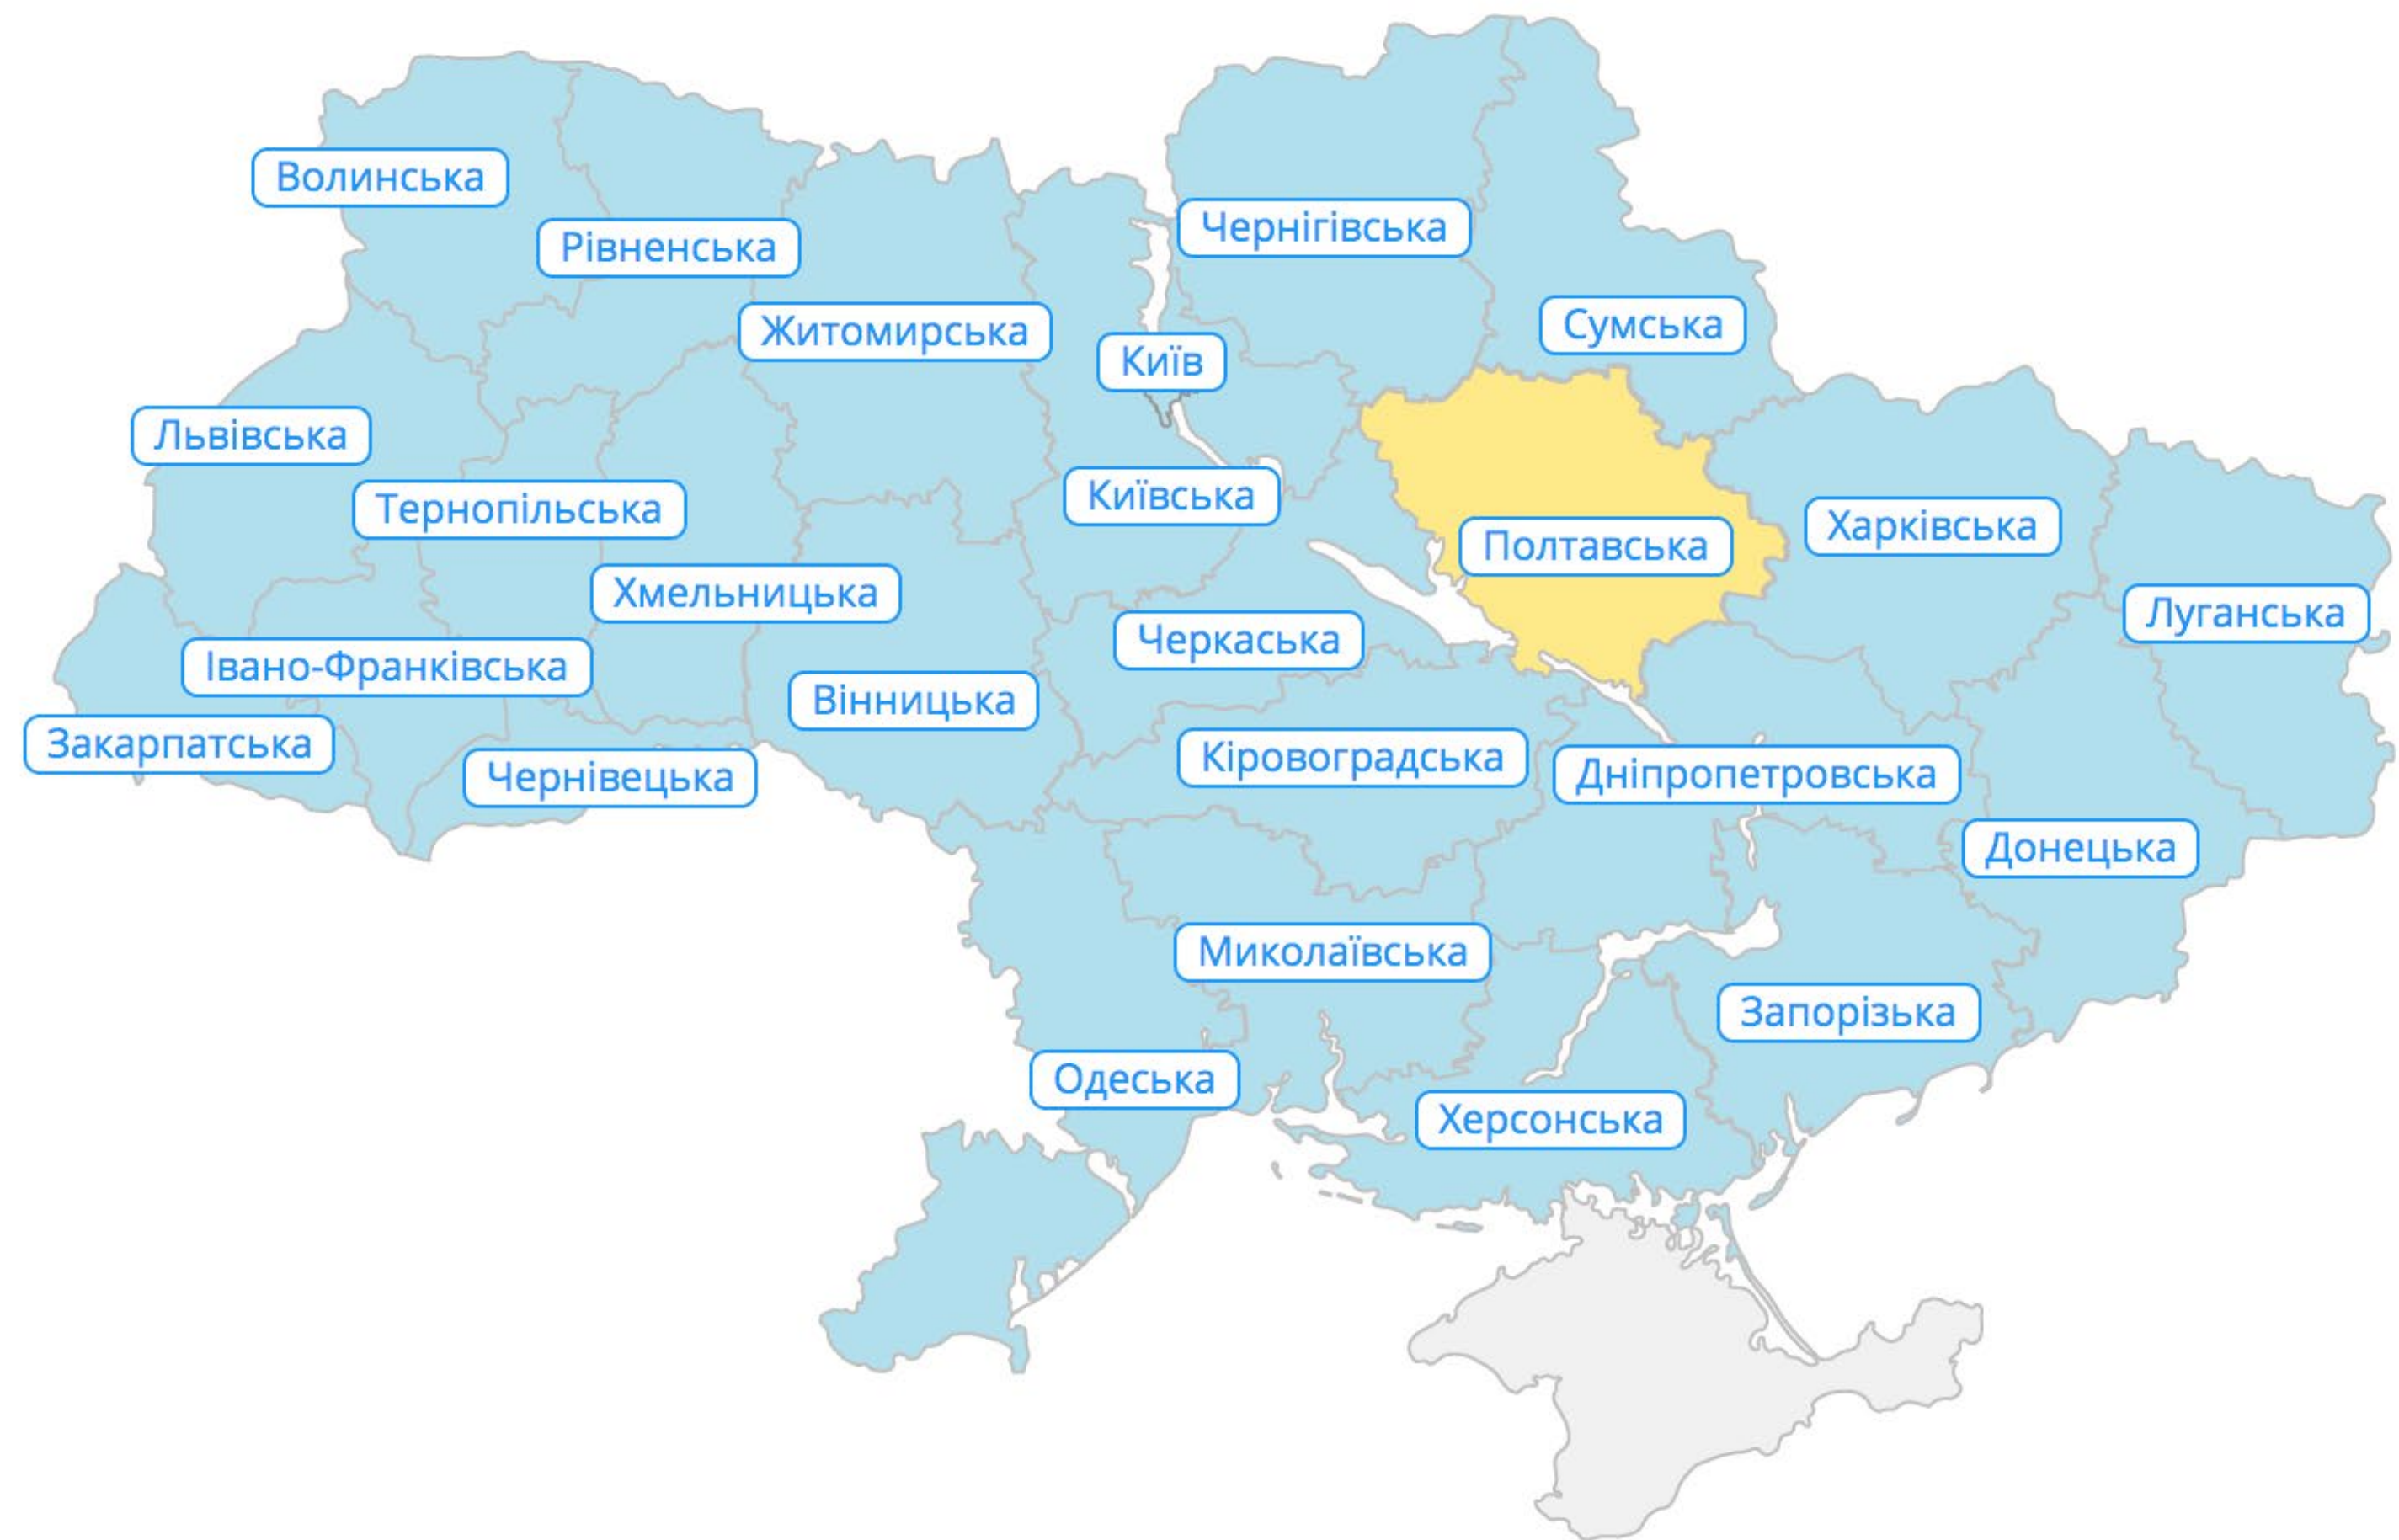 Волинська
Рівненська
Чернігівська
Сумська
Житомирська
Київ
Львівська
Тернопільська
Київська
Полтавська
Харківська
Хмельницька
Луганська
Черкаська
Івано-Франківська
Вінницька
Закарпатська
Чернівецька
Кіровоградська
Дніпропетровська
Донецька
Миколаївська
Запорізька
Одеська
Херсонська